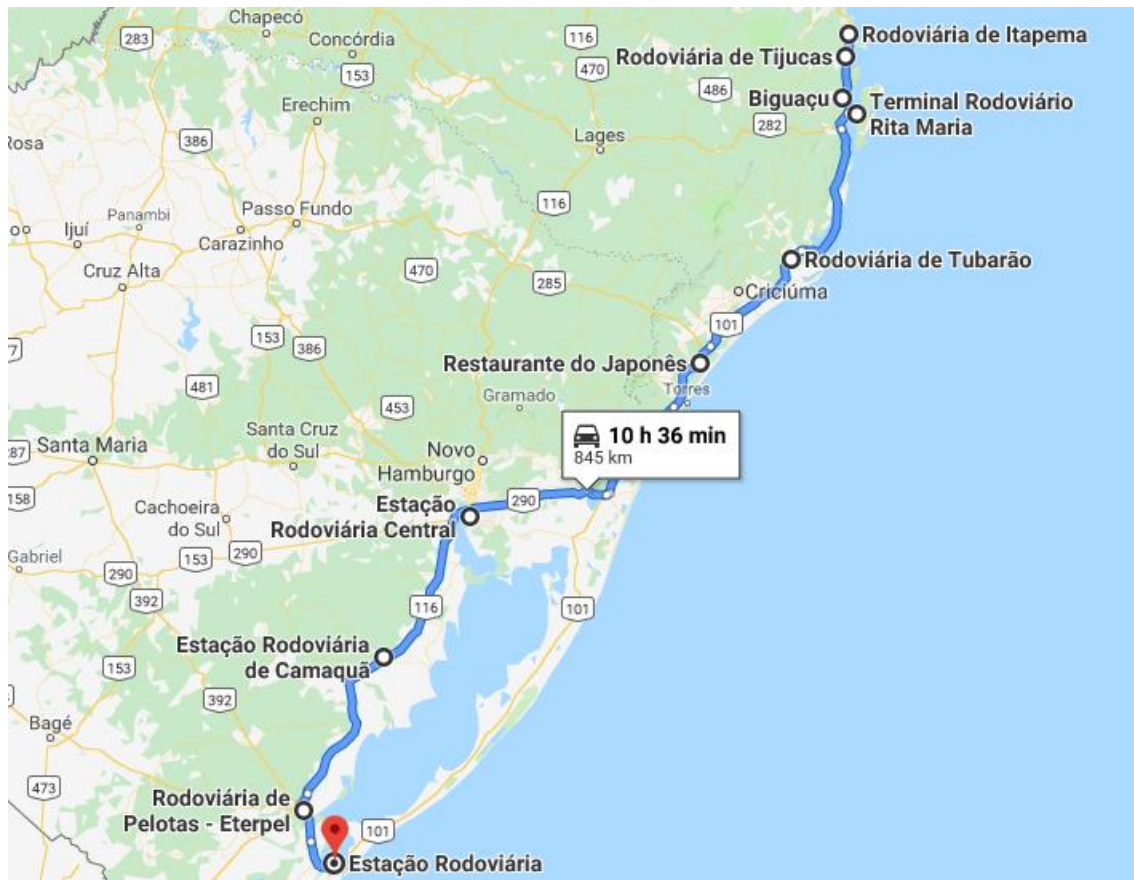 Chapecó
283
Concórdia
116
Rodoviária de Itapema
153
470
Rodoviária de Tijucas
486
Biguaçu
Terminal Rodoviário
Rita Maria
Erechim
282
Rosa
386
Lages
116
Panambi
Passo Fundo
Ijuí
Carazinho
Rodoviária de Tubarão
Cruz Alta
470
285
Criciúma
153
386
101
Restaurante do Japonês
481
Gramado
Torres
453
10 h 36 min
845 km
Santa Cruz
do Sul
Santa Maria
Novo
Hamburgo
287
158
Estação
Rodoviária Central
290
Cachoeira
do Sul
Gabriel
153
290
290
392
116
101
Estação Rodoviária
de Camaquã
153
392
Bagé
473
Rodoviária de
Pelotas - Eterpel
101
Estação Rodoviária